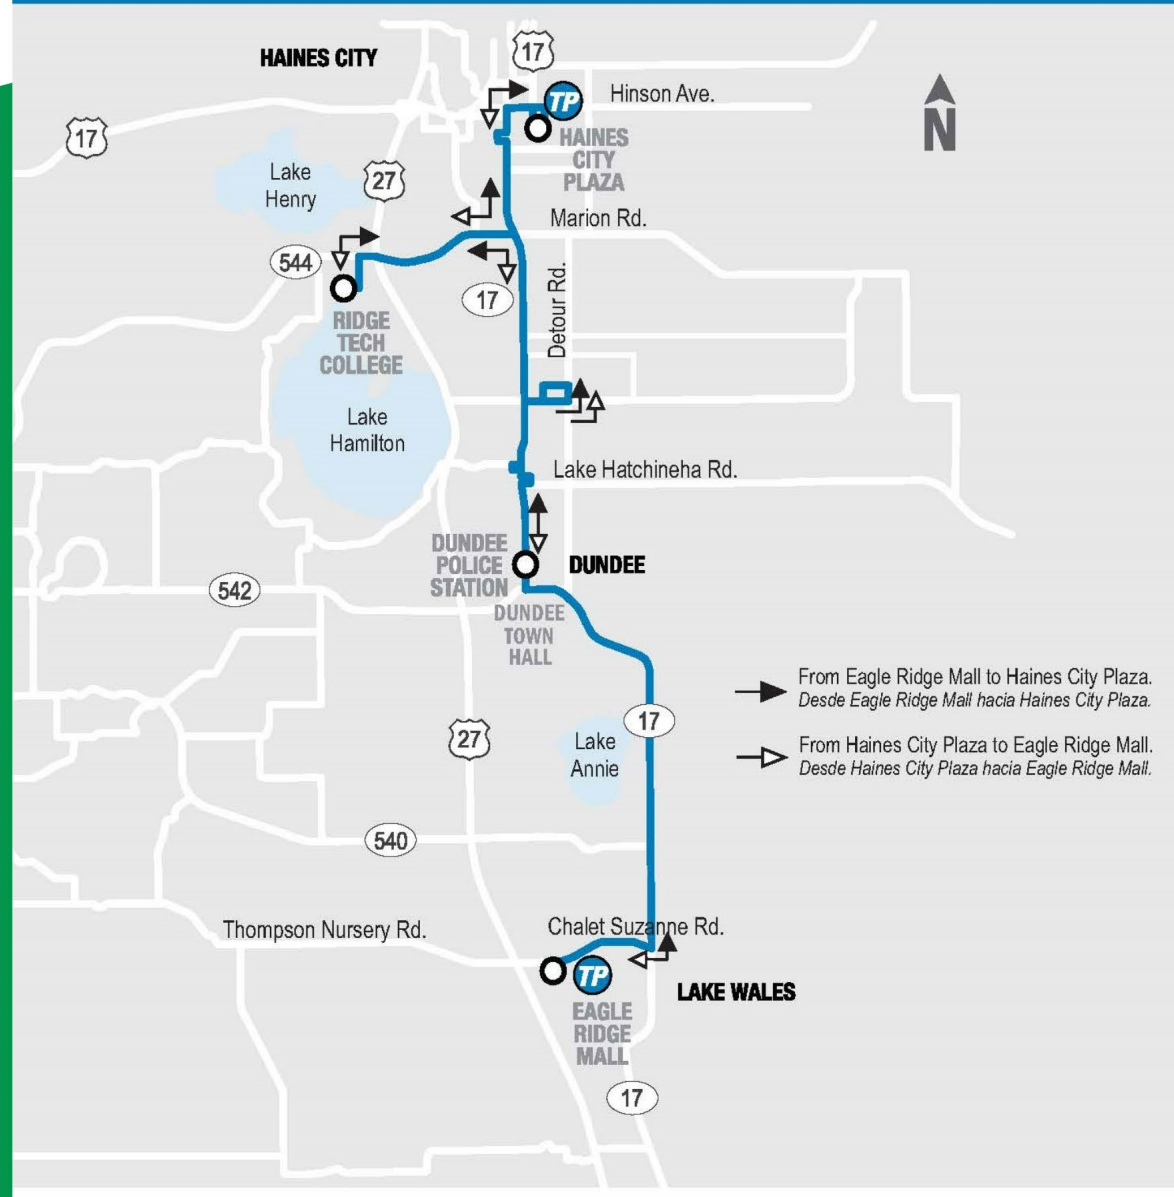 17
HAINES CITY
TP
Hinson Ave.
17
HAINES
CITY
PLAZA
Lake
Henry
27
Marion Rd.
544
17
Detour Rd.
RIDGE
TECH
COLLEGE
Lake
Hamilton
Lake Hatchineha Rd.
DUNDEE
POLICE
STATION
DUNDEE
542
DUNDEE
TOWN
HALL
From Eagle Ridge Mall to Haines City Plaza.
Desde Eagle Ridge Mall hacia Haines City Plaza.
17
27
Lake
Annie
From Haines City Plaza to Eagle Ridge Mall.
Desde Haines City Plaza hacia Eagle Ridge Mall.
540
Thompson Nursery Rd.
Chalet Suzanne Rd.
TP
LAKE WALES
EAGLE
RIDGE
MALL
17
N